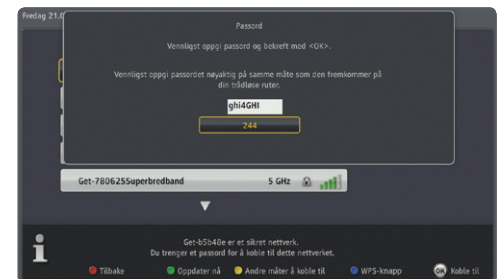 Fredag 21.0
Passord
Vennligst oppgi passord og bekreft med <OK>.
Vennligst oppgi passordet nøyaktig på samme måte som den fremkommer på
din trådløse ruter.
ghi4GHI
244
Get-780625Superbredband 5 GHz
Get-b5b48e er et sikret nettverk.
Du trenger et passord for å koble til dette nettverket.
Tilbake Oppdater nå Andre måter å koble til WPS-knapp OK Koble til